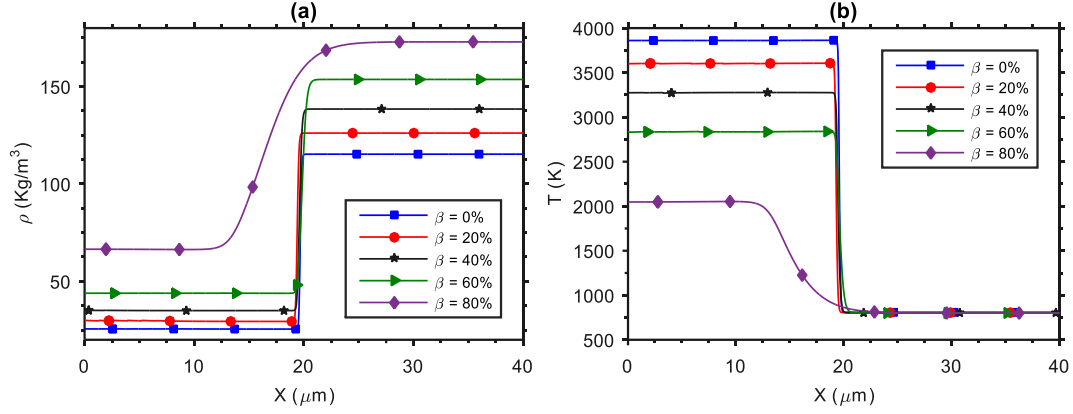 (a)
ρ (Kg/m³)
150
100
50
0 10 20 30 40
X (μm)
β = 0%
β = 20%
β = 40%
β = 60%
β = 80%
(b)
T (K)
4000
3500
3000
2500
2000
1500
1000
500
0 10 20 30 40
X (μm)
β = 0%
β = 20%
β = 40%
β = 60%
β = 80%